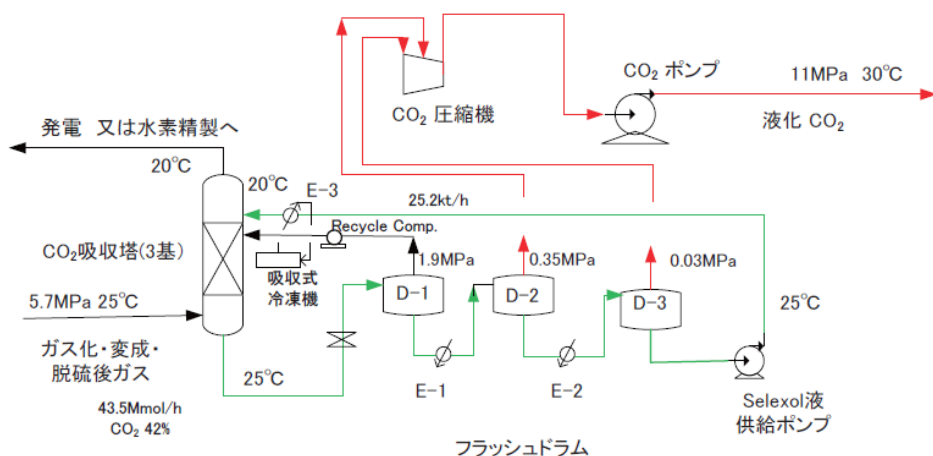 CO₂ ポンプ
11MPa 30℃
CO₂ 圧縮機
液化 CO₂
発電 又は水素精製へ
20℃
20℃
E-3
25.2kt/h
Recycle Comp.
CO₂吸収塔(3基)
吸収式
冷凍機
1.9MPa
0.35MPa
0.03MPa
D-1
D-2
D-3
5.7MPa 25℃
25℃
ガス化・変成・
脱硫後ガス
25℃
E-1
E-2
43.5Mmol/h
CO₂ 42%
Selexol液
供給ポンプ
フラッシュドラム